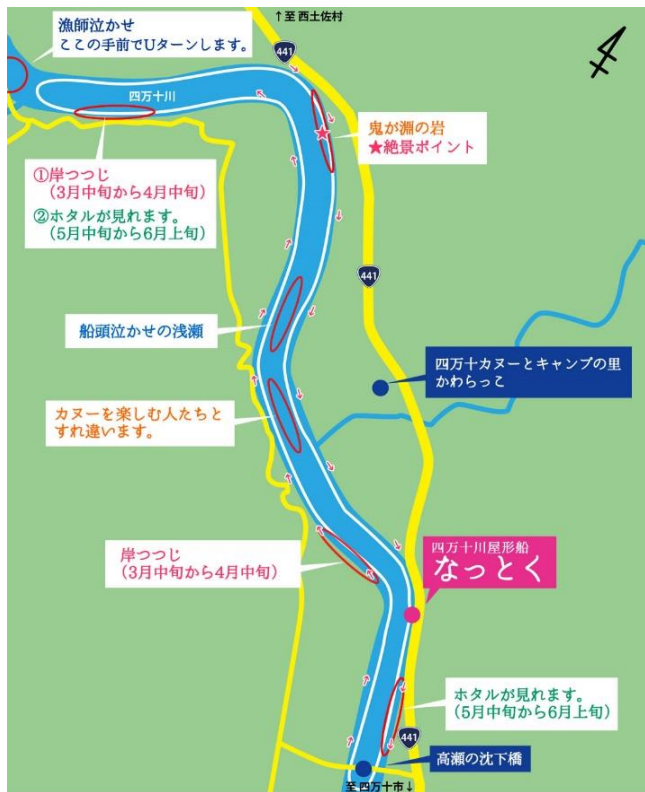 ↑至 西土佐村
漁師泣かせ
ここの手前でUターンします。
441
四万十川
鬼が淵の岩
★絶景ポイント
①岸つつじ
（3月中旬から4月中旬）
②ホタルが見れます。
（5月中旬から6月上旬）
441
船頭泣かせの浅瀬
四万十カヌーとキャンプの里
かわらっこ
カヌーを楽しむ人たちと
すれ違います。
四万十川屋形船
なっとく
岸つつじ
（3月中旬から4月中旬）
ホタルが見れます。
（5月中旬から6月上旬）
441
高瀬の沈下橋
至 四万十市↓